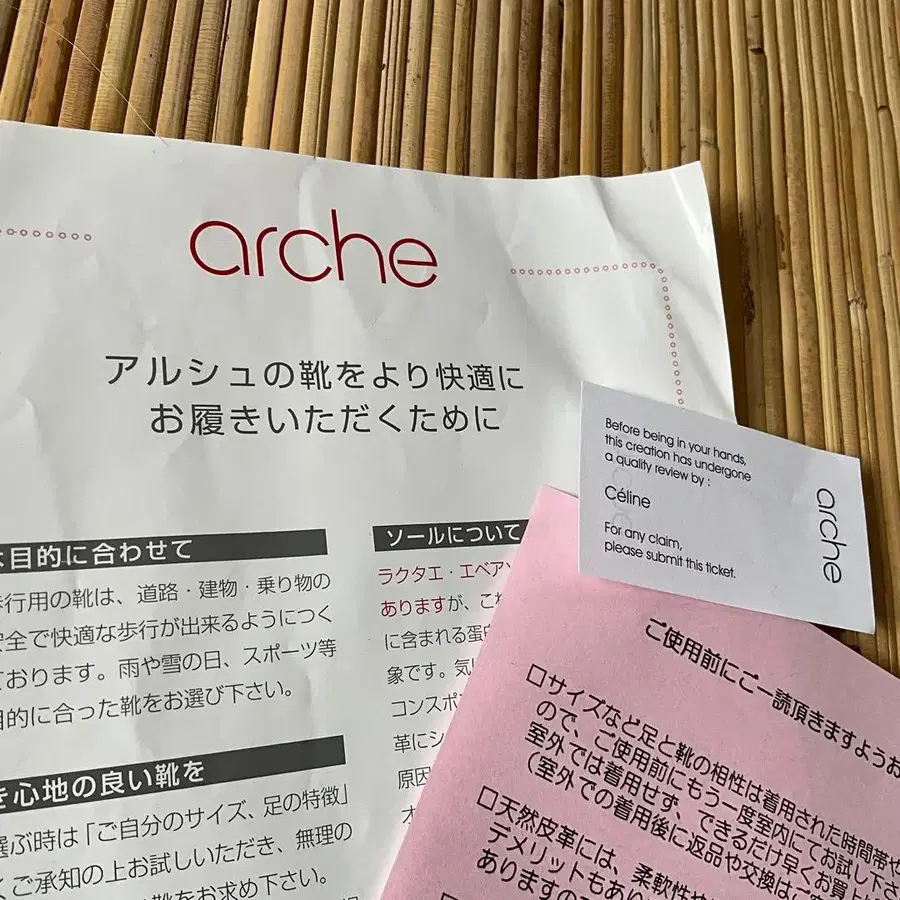 arche
アルシュの靴をより快適に
お履きいただくために
目的に合わせて
歩行用の靴は、道路・建物・乗り物の
安全で快適な歩行が出来るようにつく
ております。雨や雪の日、スポーツ等
目的に合った靴をお選び下さい。
心地の良い靴を
選ぶ時は「ご自分のサイズ、足の特徴」
ご承知の上お試しいただき、無理の
靴をお求め下さい。
ソールについて
ラクタエ・エベア
ありますが、これ
に含まれる蛋白
象です。気
コンスポン
革にシ
原因
Before being in your hands,
this creation has undergone
a quality review by :
Céline
For any claim,
please submit this ticket.
arche
ご使用前にご一読頂きますようお
□サイズなど足と靴の相性は着用された時間帯や
ので、ご使用前にもう一度室内にてお試し下さ
室外では着用せず、できるだけ早くお買上
(室外での着用後に返品や交換はご
□天然皮革には、柔軟性や
デメリットもあり
ありますので